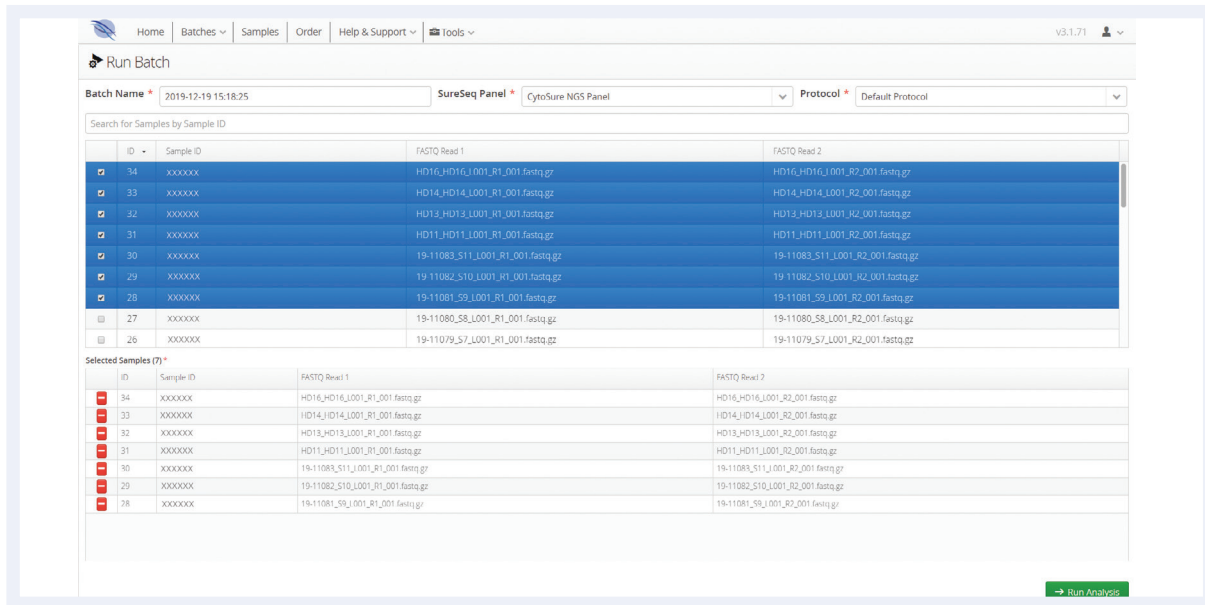 Home Batches Samples Order Help & Support Tools v3.1.71
Run Batch
Batch Name * 2019-12-19 15:18:25 SureSeq Panel * CytoSure NGS Panel Protocol * Default Protocol
Search for Samples by Sample ID
ID Sample ID FASTQ Read 1 FASTQ Read 2
34 XXXXXX HD16_HD16_L001_R1_001.fastq.gz HD16_HD16_L001_R2_001.fastq.gz
33 XXXXXX HD14_HD14_L001_R1_001.fastq.gz HD14_HD14_L001_R2_001.fastq.gz
32 XXXXXX HD13_HD13_L001_R1_001.fastq.gz HD13_HD13_L001_R2_001.fastq.gz
31 XXXXXX HD11_HD11_L001_R1_001.fastq.gz HD11_HD11_L001_R2_001.fastq.gz
30 XXXXXX 19-11083_S11_L001_R1_001.fastq.gz 19-11083_S11_L001_R2_001.fastq.gz
29 XXXXXX 19-11082_S10_L001_R1_001.fastq.gz 19-11082_S10_L001_R2_001.fastq.gz
28 XXXXXX 19-11081_S9_L001_R1_001.fastq.gz 19-11081_S9_L001_R2_001.fastq.gz
27 XXXXXX 19-11080_S8_L001_R1_001.fastq.gz 19-11080_S8_L001_R2_001.fastq.gz
26 XXXXXX 19-11079_S7_L001_R1_001.fastq.gz 19-11079_S7_L001_R2_001.fastq.gz
Selected Samples (7) *
ID Sample ID FASTQ Read 1 FASTQ Read 2
34 XXXXXX HD16_HD16_L001_R1_001.fastq.gz HD16_HD16_L001_R2_001.fastq.gz
33 XXXXXX HD14_HD14_L001_R1_001.fastq.gz HD14_HD14_L001_R2_001.fastq.gz
32 XXXXXX HD13_HD13_L001_R1_001.fastq.gz HD13_HD13_L001_R2_001.fastq.gz
31 XXXXXX HD11_HD11_L001_R1_001.fastq.gz HD11_HD11_L001_R2_001.fastq.gz
30 XXXXXX 19-11083_S11_L001_R1_001.fastq.gz 19-11083_S11_L001_R2_001.fastq.gz
29 XXXXXX 19-11082_S10_L001_R1_001.fastq.gz 19-11082_S10_L001_R2_001.fastq.gz
28 XXXXXX 19-11081_S9_L001_R1_001.fastq.gz 19-11081_S9_L001_R2_001.fastq.gz
Run Analysis